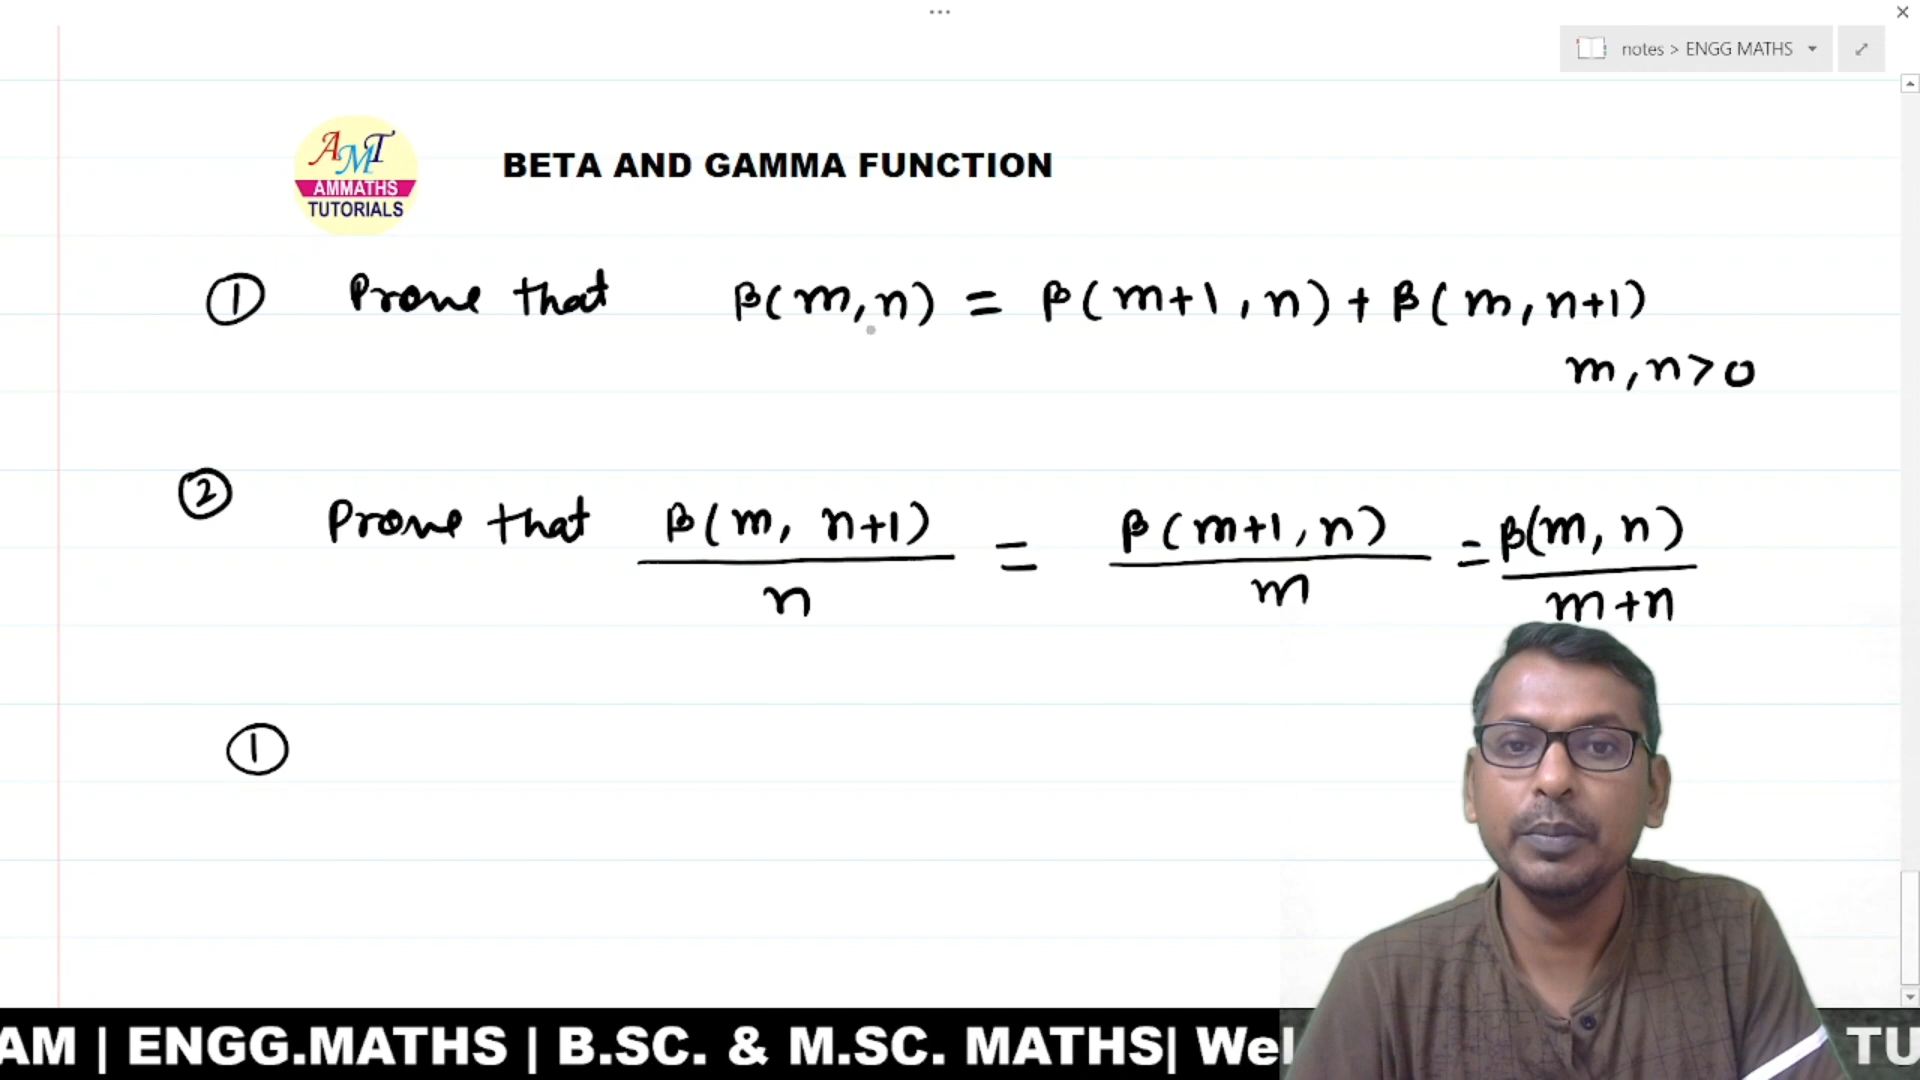 ...
notes > ENGG MATHS
AMT
AMMATHS
TUTORIALS
BETA AND GAMMA FUNCTION
① Prove that β(m,n) = β(m+1,n) + β(m,n+1)
m,n>0
② Prove that β(m, n+1)/n = β(m+1,n)/m = β(m,n)/m+n
①
AM | ENGG.MATHS | B.SC. & M.SC. MATHS| Wel TU